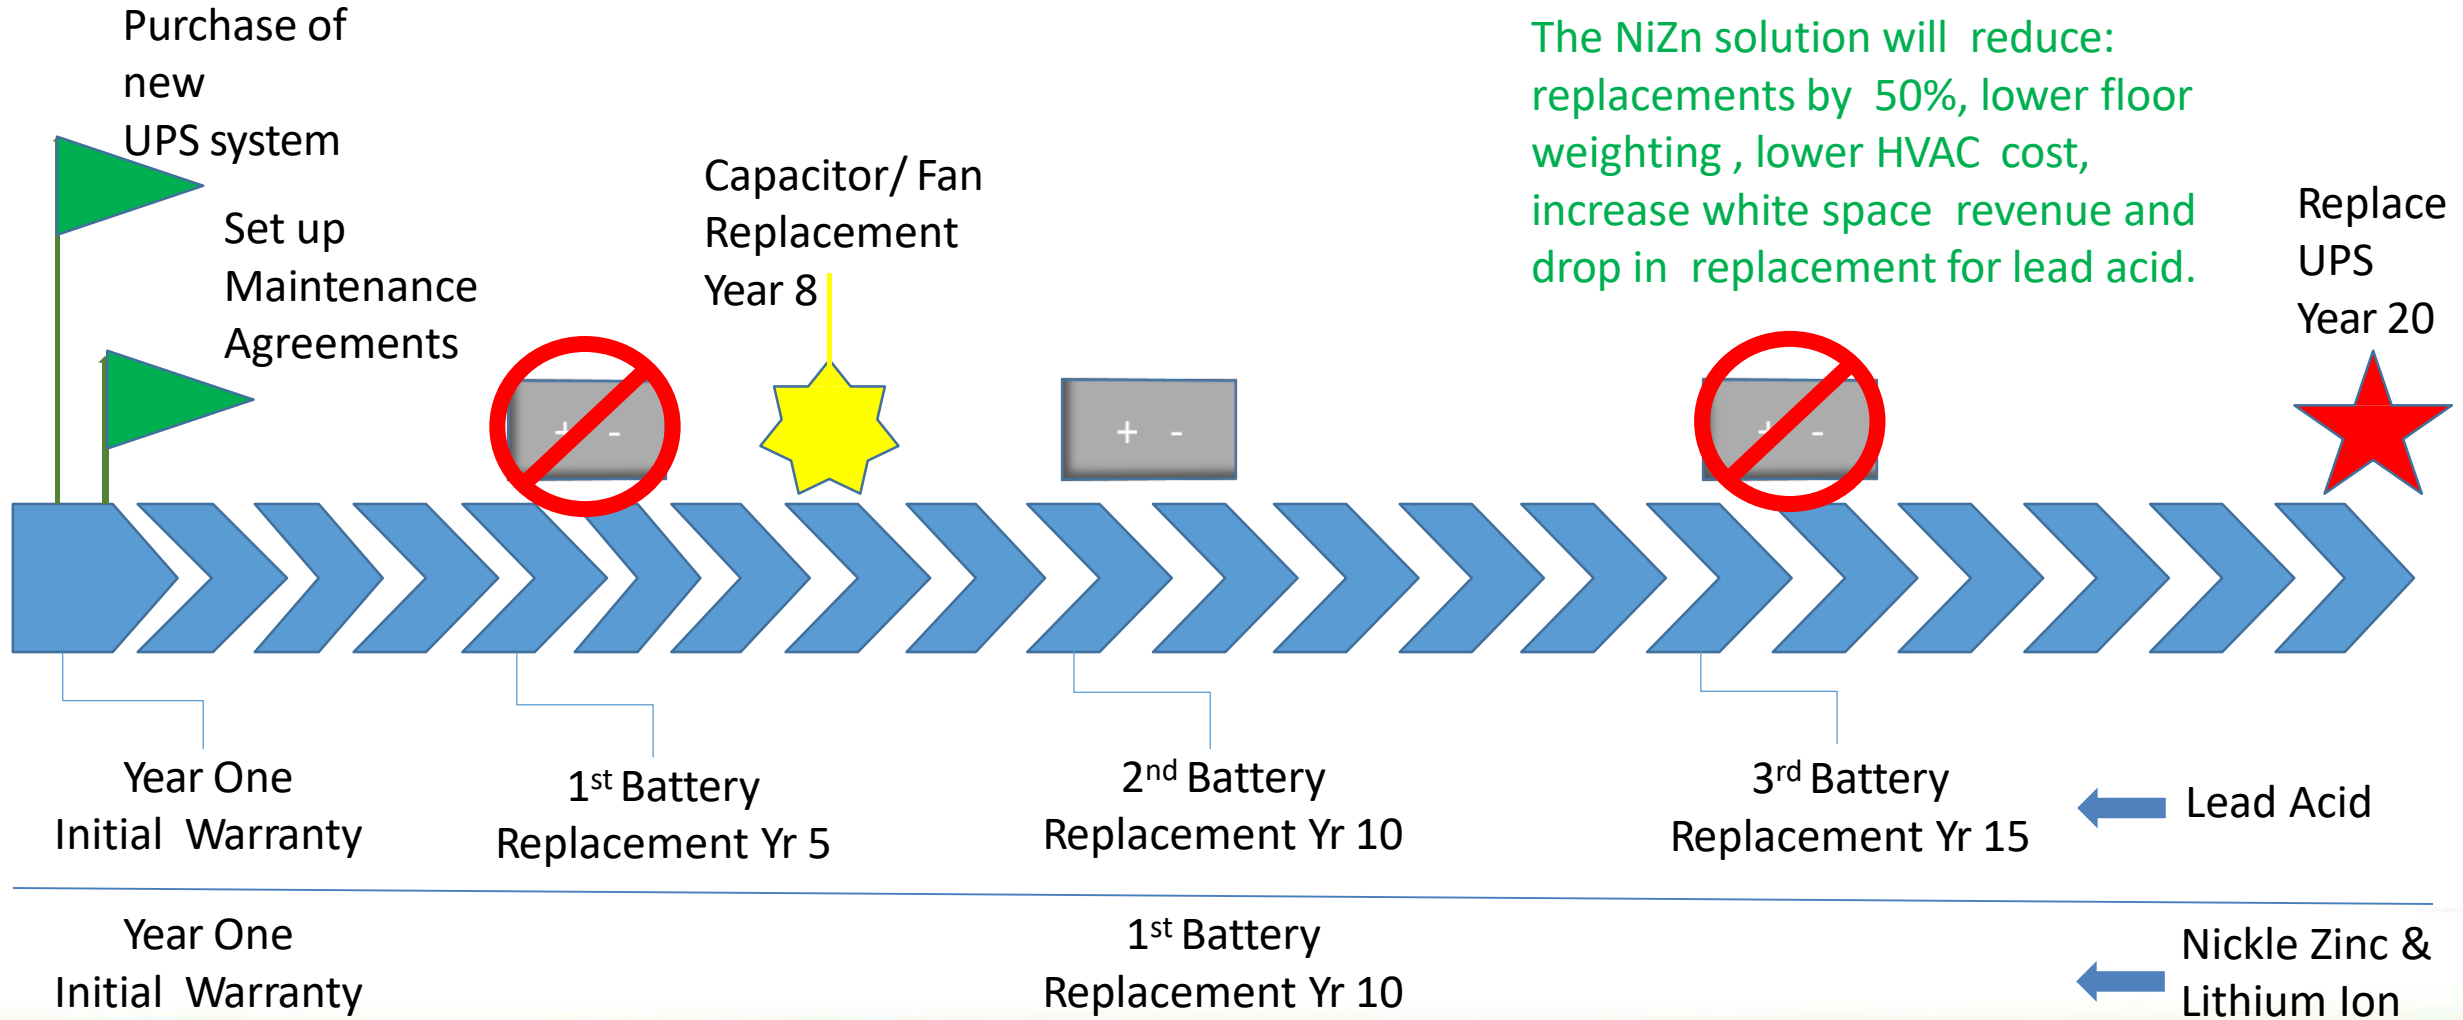 Purchase of
new
UPS system
Set up
Maintenance
Agreements
Capacitor/ Fan
Replacement
Year 8
The NiZn solution will reduce:
replacements by 50%, lower floor
weighting , lower HVAC cost,
increase white space revenue and
drop in replacement for lead acid.
Replace
UPS
Year 20
+ -
+ -
+ -
Year One
Initial Warranty
1st Battery
Replacement Yr 5
2nd Battery
Replacement Yr 10
3rd Battery
Replacement Yr 15
Lead Acid
Year One
Initial Warranty
1st Battery
Replacement Yr 10
Nickle Zinc &
Lithium Ion